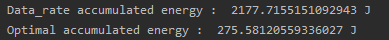 Data_rate accumulated energy :  2177.7155151092943 J
Optimal accumulated energy :  275.58120559336027 J